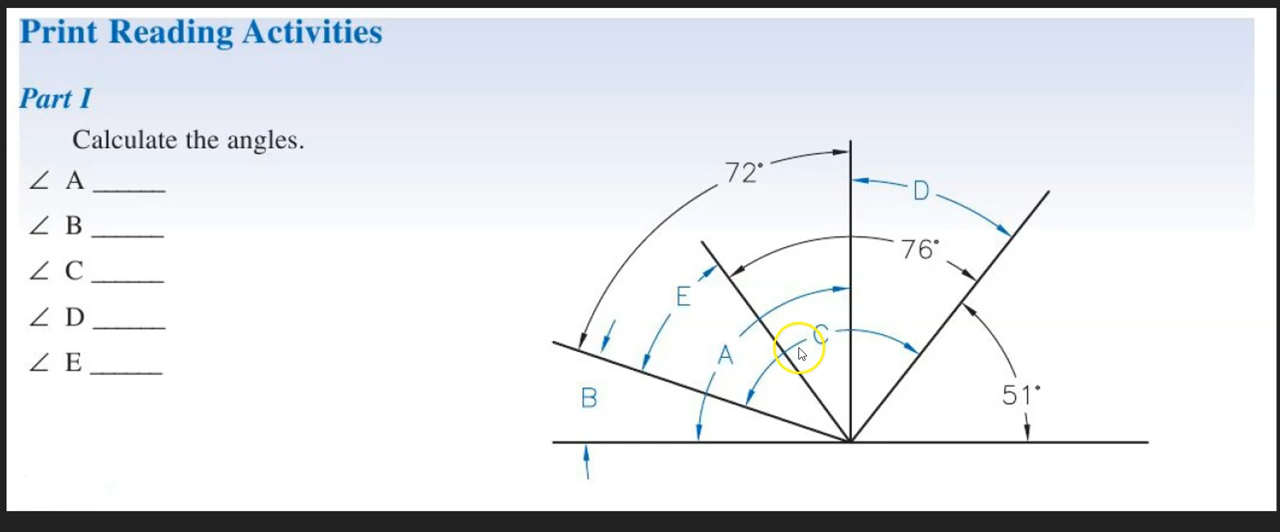 Print Reading Activities
Part I
Calculate the angles.
∠ A ______
∠ B ______
∠ C ______
∠ D ______
∠ E ______
72°
D
76°
E
C
A
B
51°